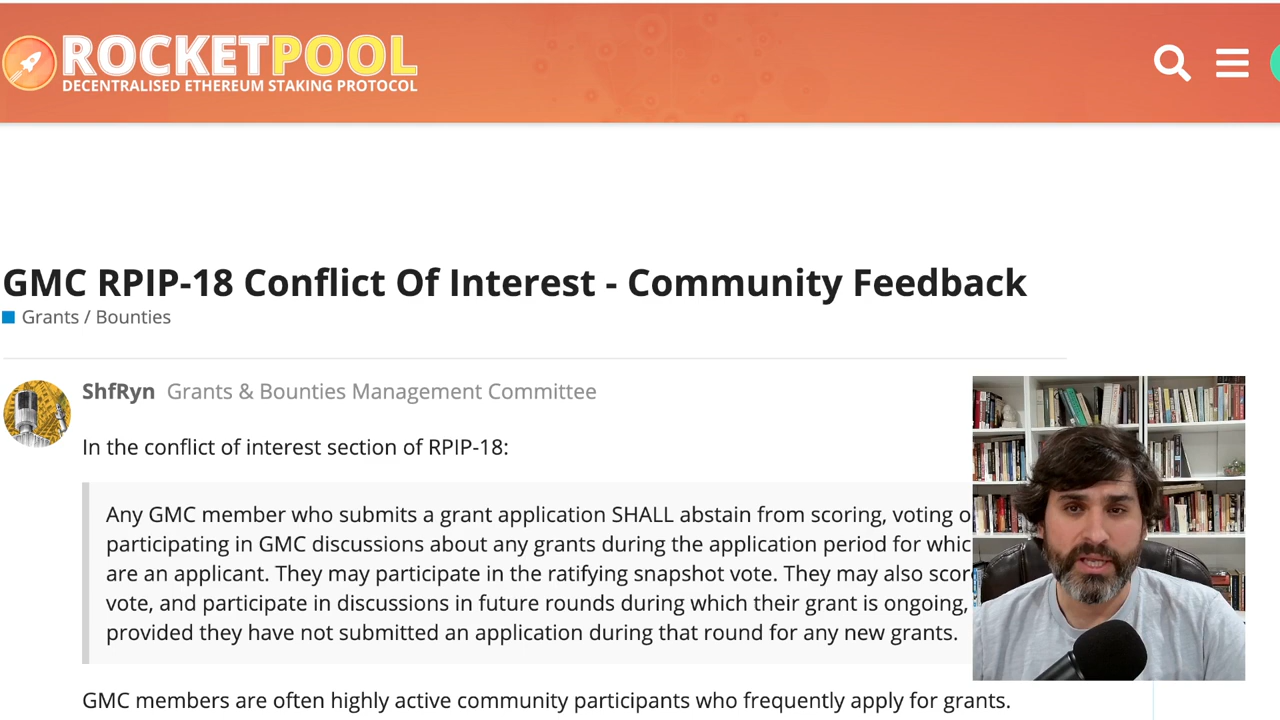 ROCKETPOOL
DECENTRALISED ETHEREUM STAKING PROTOCOL
GMC RPIP-18 Conflict Of Interest - Community Feedback
Grants / Bounties
ShfRyn Grants & Bounties Management Committee
In the conflict of interest section of RPIP-18:
Any GMC member who submits a grant application SHALL abstain from scoring, voting
participating in GMC discussions about any grants during the application period for
are an applicant. They may participate in the ratifying snapshot vote. They may also
vote, and participate in discussions in future rounds during which their grant is ongoing,
provided they have not submitted an application during that round for any new grants.
GMC members are often highly active community participants who frequently apply for grants.